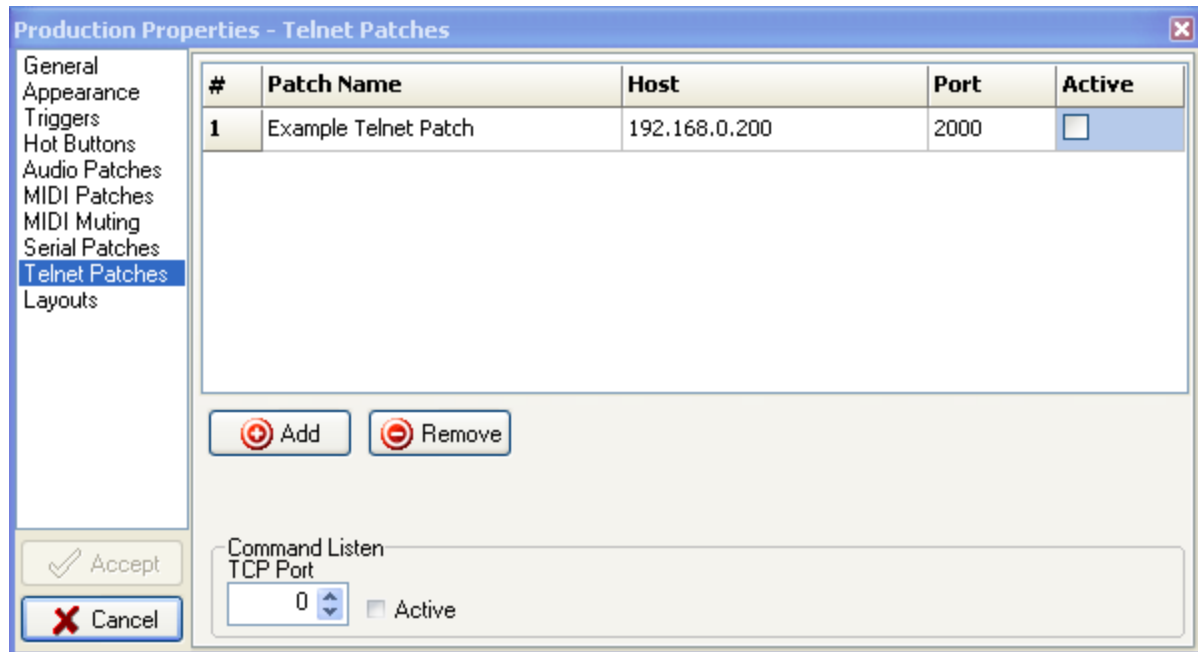 Production Properties - Telnet Patches
General
Appearance
Triggers
Hot Buttons
Audio Patches
MIDI Patches
MIDI Muting
Serial Patches
Telnet Patches
Layouts
# Patch Name Host Port Active
1 Example Telnet Patch 192.168.0.200 2000
Add Remove
Command Listen
TCP Port
0 Active
Accept
Cancel